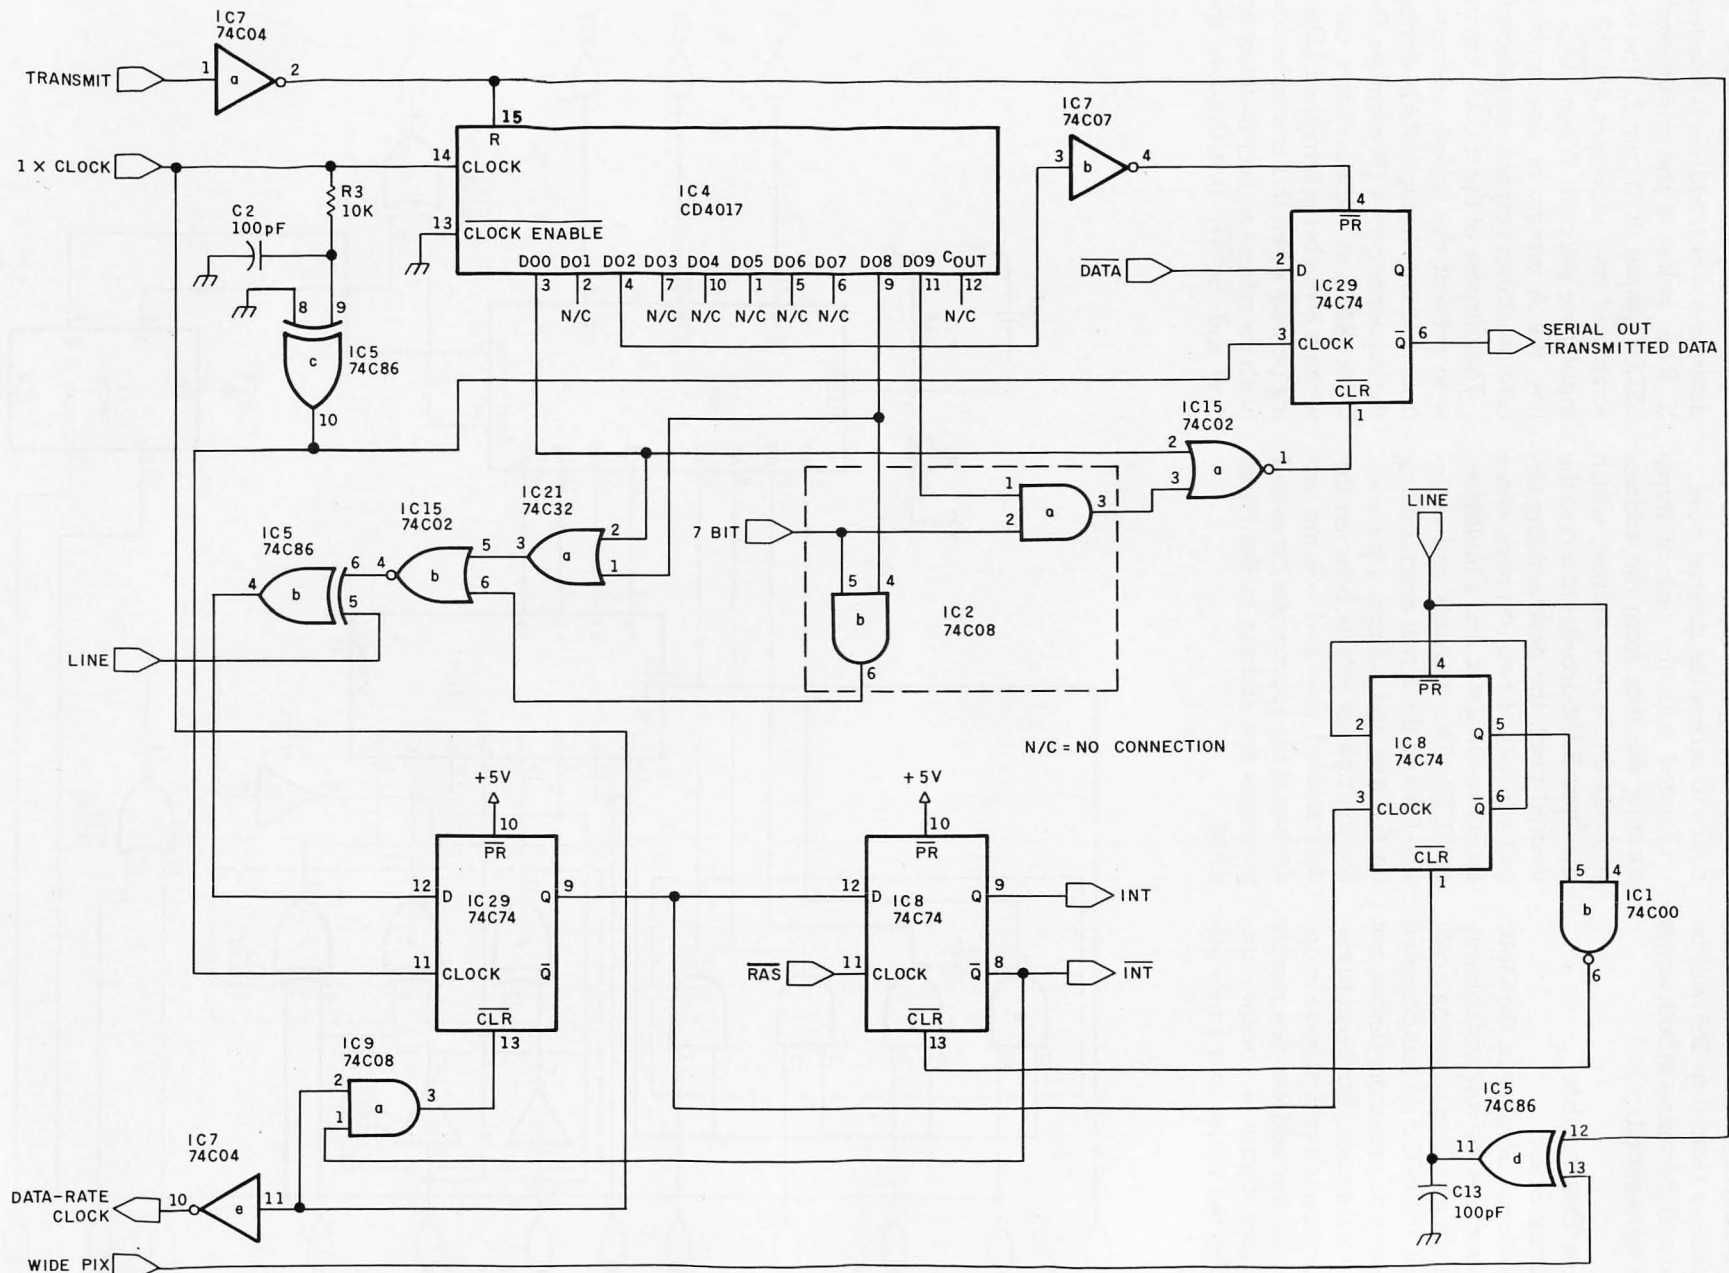 IC7
74C04
TRANSMIT
1
a
2
15
R
1 X CLOCK
14
CLOCK
R3
10K
C2
100pF
IC4
CD4017
13
CLOCK ENABLE
DO0 DO1 DO2 DO3 DO4 DO5 DO6 DO7 DO8 DO9 COUT
3 2 4 7 10 1 5 6 9 11 12
N/C N/C N/C N/C N/C N/C N/C
IC7
74C07
3
b
4
4
PR
DATA
2
D
Q
IC29
74C74
3
CLOCK
Q
6
SERIAL OUT
TRANSMITTED DATA
CLR
1
8
9
c
IC5
74C86
10
IC15
74C02
2
3
a
1
IC21
74C32
3
a
2
1
IC15
74C02
4
b
5
6
IC5
74C86
4
b
6
5
LINE
7 BIT
1
2
a
3
5
4
b
6
IC2
74C08
LINE
4
PR
2
IC8
74C74
Q
5
3
CLOCK
Q
6
CLR
1
5
4
b
6
IC1
74C00
N/C = NO CONNECTION
+5V
10
PR
12
D
IC29
74C74
Q
9
11
CLOCK
Q
CLR
13
+5V
10
PR
12
D
IC8
74C74
Q
9
INT
RAS
11
CLOCK
Q
8
INT
CLR
13
IC9
74C08
2
1
a
3
IC5
74C86
12
13
d
11
C13
100pF
IC7
74C04
DATA-RATE
CLOCK
10
e
11
WIDE PIX